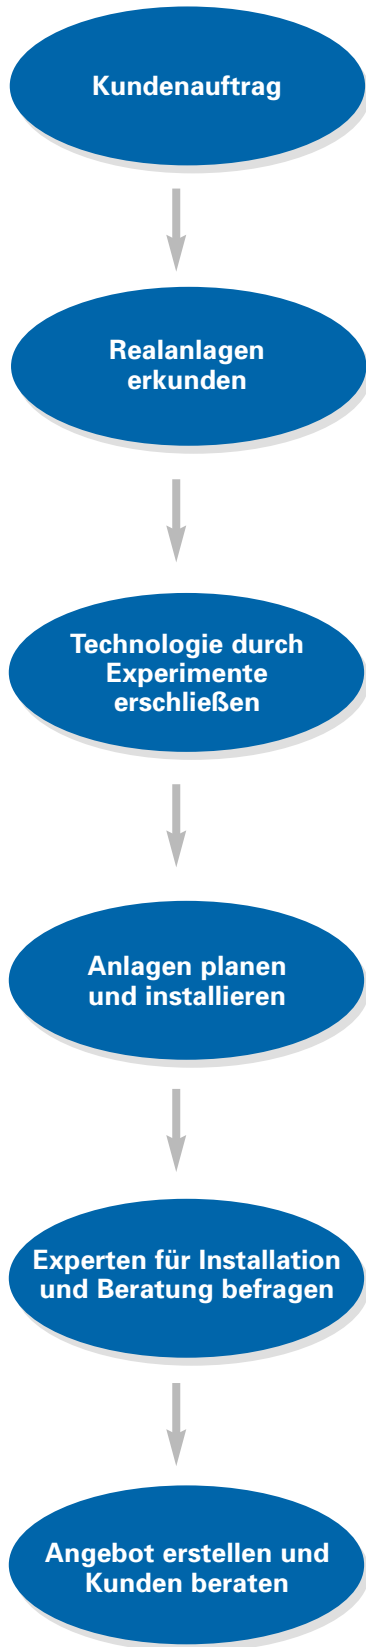 Kundenauftrag
Realanlagen
erkunden
Technologie durch
Experimente
erschließen
Anlagen planen
und installieren
Experten für Installation
und Beratung befragen
Angebot erstellen und
Kunden beraten